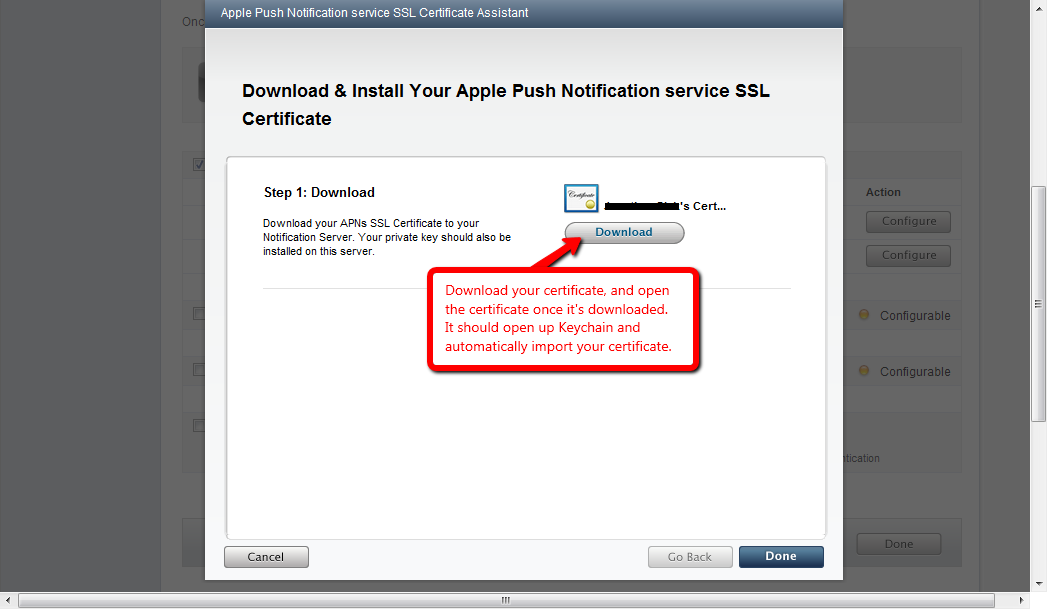 Apple Push Notification service SSL Certificate Assistant
Onc
Download & Install Your Apple Push Notification service SSL
Certificate
Step 1: Download
Certificate
's Cert...
Download your APNs SSL Certificate to your
Notification Server. Your private key should also be
installed on this server.
Download
Download your certificate, and open
the certificate once it's downloaded.
It should open up Keychain and
automatically import your certificate.
Action
Configure
Configure
Configurable
Configurable
ntication
Cancel
Go Back
Done
Done